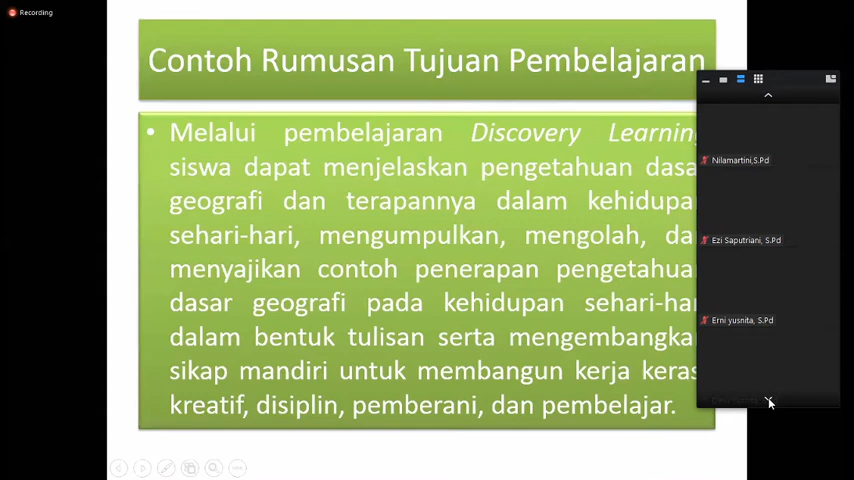 Recording
Contoh Rumusan Tujuan Pembelajaran
• Melalui pembelajaran Discovery Learning
siswa dapat menjelaskan pengetahuan dasa
geografi dan terapannya dalam kehidupa
sehari-hari, mengumpulkan, mengolah, da
menyajikan contoh penerapan pengetahua
dasar geografi pada kehidupan sehari-ha
dalam bentuk tulisan serta mengembangka
sikap mandiri untuk membangun kerja keras
kreatif, disiplin, pemberani, dan pembelajar.
Nilamartini,S.Pd
Ezi Saputriani, S.Pd
Erni yusnita, S.Pd